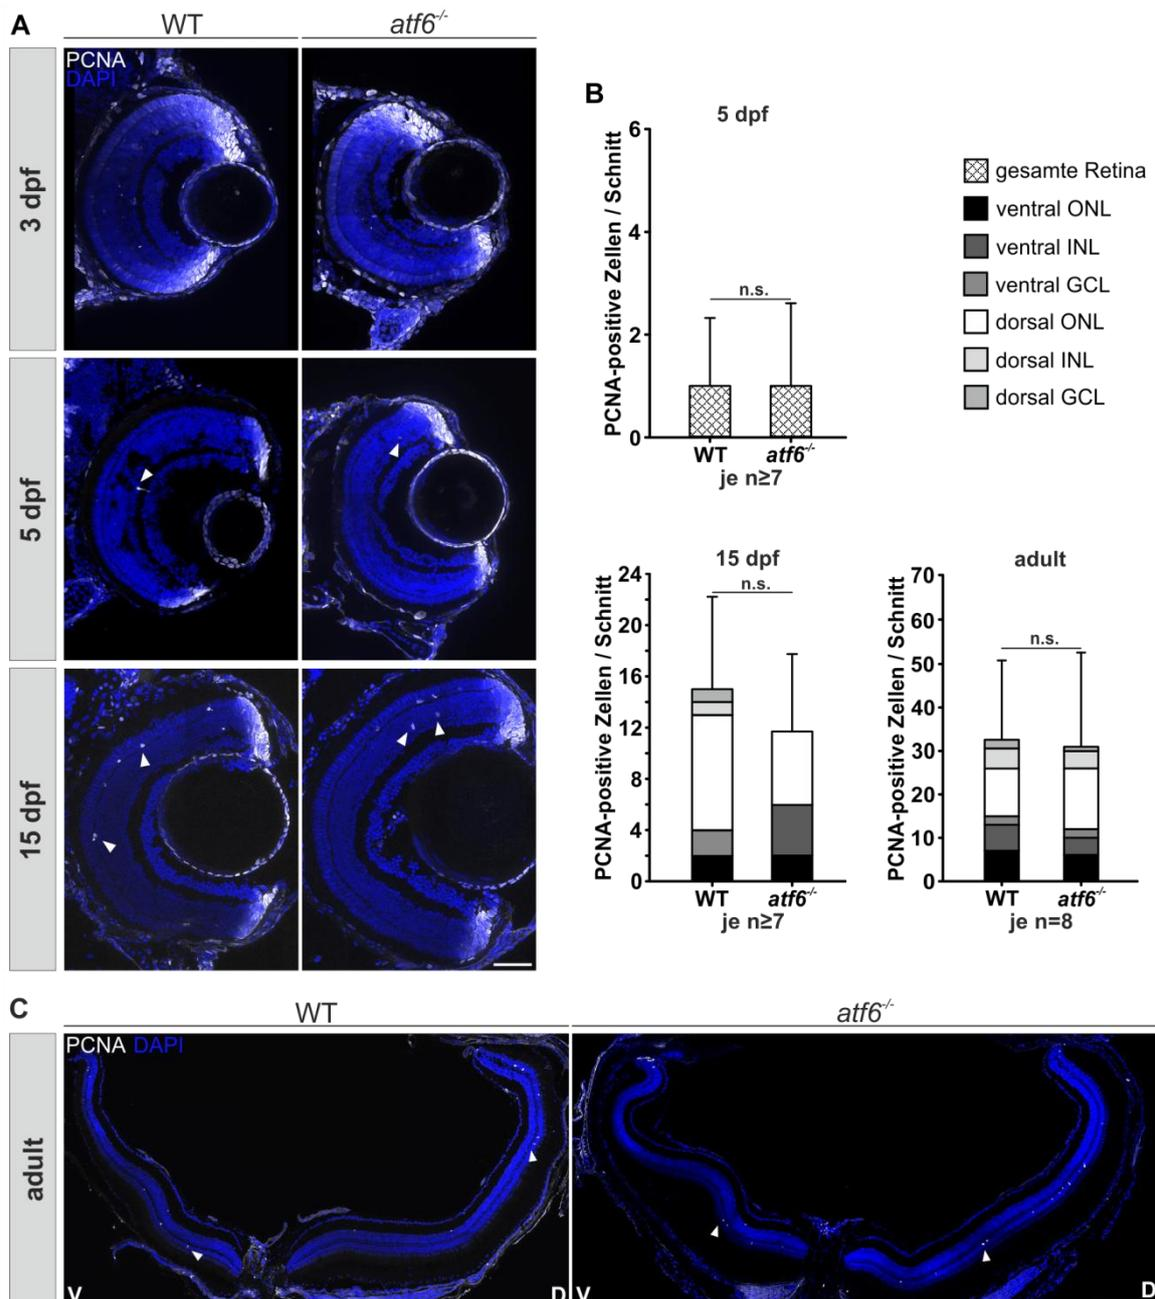 A
WT
atf6-/-
PCNA
DAPI
3 dpf
5 dpf
15 dpf
B
5 dpf
PCNA-positive Zellen / Schnitt
6
4
2
0
n.s.
WT
atf6-/-
je n≥7
gesamte Retina
ventral ONL
ventral INL
ventral GCL
dorsal ONL
dorsal INL
dorsal GCL
15 dpf
PCNA-positive Zellen / Schnitt
24
20
16
12
8
4
0
n.s.
WT
atf6-/-
je n≥7
adult
PCNA-positive Zellen / Schnitt
70
60
50
40
30
20
10
0
n.s.
WT
atf6-/-
je n=8
C
WT
atf6-/-
adult
PCNA DAPI
V
D
V
D